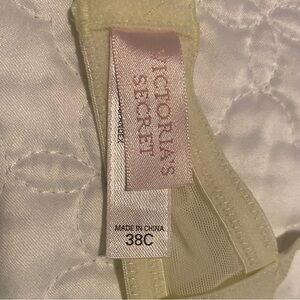 VICTORIA'S
SECRET
MADE IN CHINA
38C